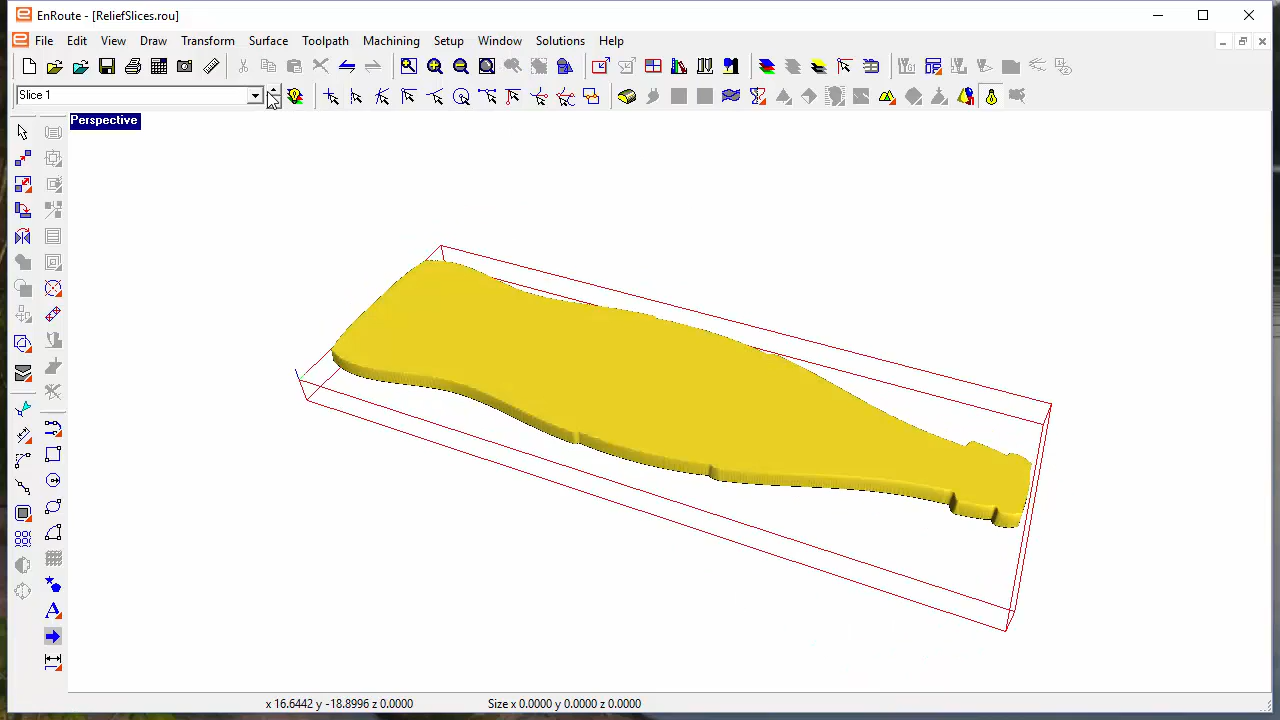 EnRoute - [ReliefSlices.rou]
File Edit View Draw Transform Selection Toolpath Machining Setup Window Solutions Help
Slice 1
Perspective
x 16.6442 y -18.8996 z 0.0000 Size x 0.0000 y 0.0000 z 0.0000